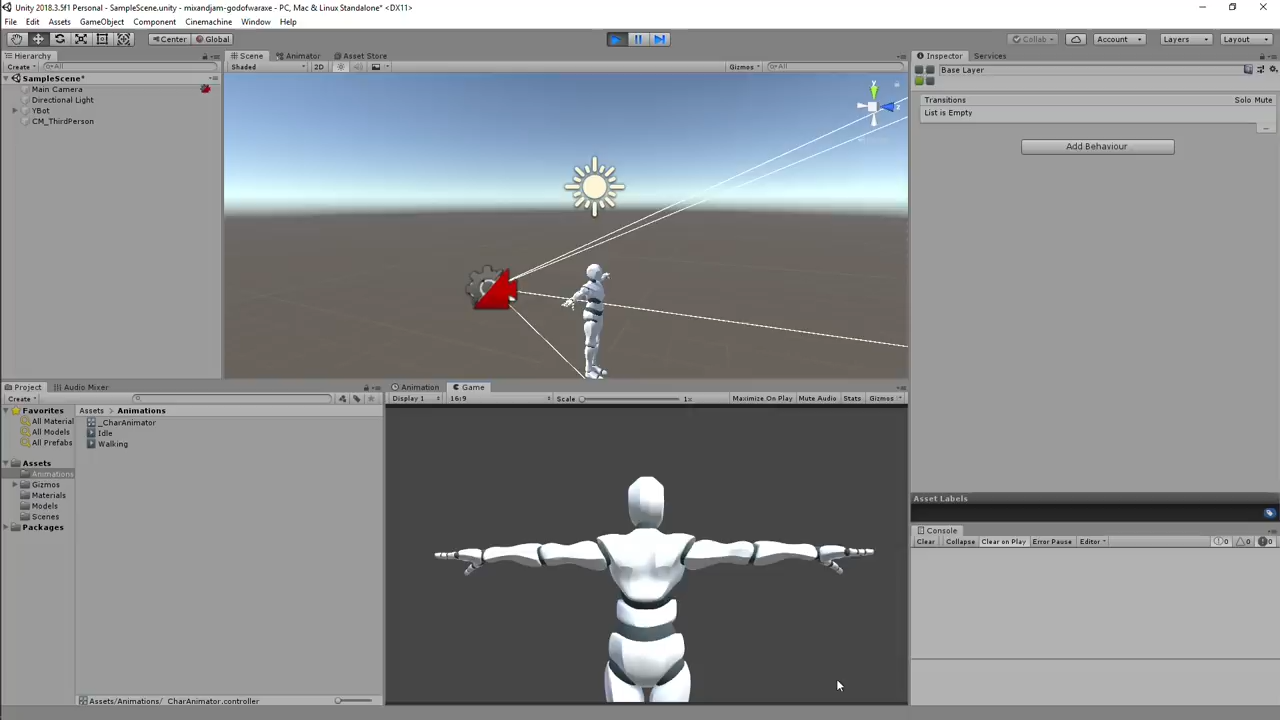 Unity 2018.3.5f1 Personal - SampleScene.unity - mixandjam-godofwaraxe - PC, Mac & Linux Standalone* <DX11>
File Edit Assets GameObject Component Cinemachine Window Help
Center Global Collab Account Layers Layout
Hierarchy Scene Animator Asset Store Inspector Services
Create All Shaded 2D Gizmos All Base Layer
SampleScene*
Main Camera
Directional Light
YBot
CM_ThirdPerson
y
z
Transitions Solo Mute
List is Empty
Add Behaviour
Project Audio Mixer Animation Game
Create Display 1 16:9 Scale 1x Maximize On Play Mute Audio Stats Gizmos
Favorites
All Material
All Models
All Prefabs
Assets
Animations
Gizmos
Materials
Models
Scenes
Packages
Assets > Animations
_CharAnimator
Idle
Walking
Assets/Animations/_CharAnimator.controller
Asset Labels
Console
Clear Collapse Clear on Play Error Pause Editor 0 0 0